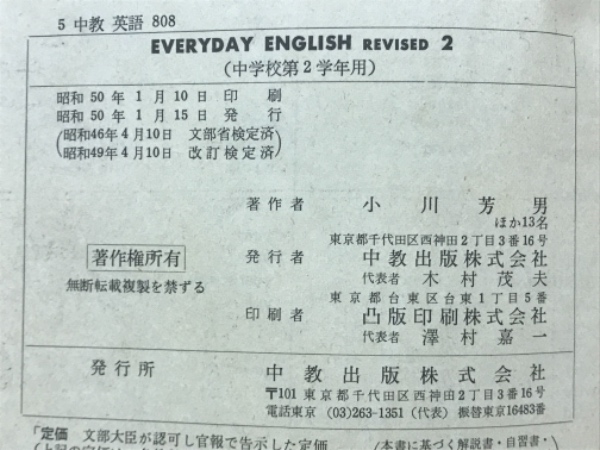 5 中教 英語 808
EVERYDAY ENGLISH REVISED 2
(中学校第2学年用)
昭和50年1月10日 印刷
昭和50年1月15日 発行
(昭和46年4月10日 文部省検定済)
(昭和49年4月10日 改訂検定済)
著作者 小川芳男
ほか13名
東京都千代田区西神田2丁目3番16号
著作権所有 発行者 中教出版株式会社
代表者 木村茂夫
無断転載複製を禁ずる
東京都台東区台東1丁目5番
印刷者 凸版印刷株式会社
代表者 澤村嘉一
発行所 中教出版株式会社
〒101 東京都千代田区西神田2丁目3番16号
電話東京 (03)263-1351 (代表) 振替東京16483番
「定価 文部大臣が認可し官報で告示した定価
(本書に基づく解説書・自習書・